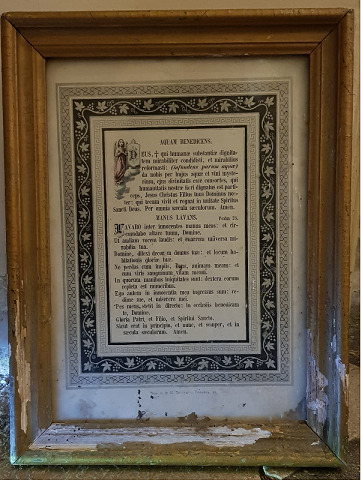 AQUAM BENEDICENS.
DEUS, ✝ qui humanæ substantiæ dignita-
tem mirabiliter condidisti, et mirabilius
reformasti: (infundens parum aquæ)
da nobis per hujus aquæ et vini myste-
rium, ejus divinitatis esse consortes, qui
humanitatis nostræ fieri dignatus est parti-
ceps, Jesus Christus Filius tuus Dominus nos-
ter: qui tecum vivit et regnat in unitate Spiritus
Sancti Deus. Per omnia sæcula sæculorum. Amen.
MANUS LAVANS. Psalm 25.
LAVABO inter innocentes manus meas: et cir-
cumdabo altare tuum, Domine.
Ut audiam vocem laudis: et enarrem universa mi-
rabilia tua.
Domine, dilexi decorem domus tuæ: et locum ha-
bitationis gloriæ tuæ.
Ne perdas cum impiis, Deus, animam meam: et
cum viris sanguinum vitam meam.
In quorum manibus iniquitates sunt: dextera eorum
repleta est muneribus.
Ego autem in innocentia mea ingressus sum: re-
dime me, et miserere mei.
Pes meus, stetit in directo: in ecclesiis benedicam
te, Domine.
Gloria Patri, et Filio, et Spiritui Sancto.
Sicut erat in principio, et nunc, et semper, et in
sæcula sæculorum. Amen.